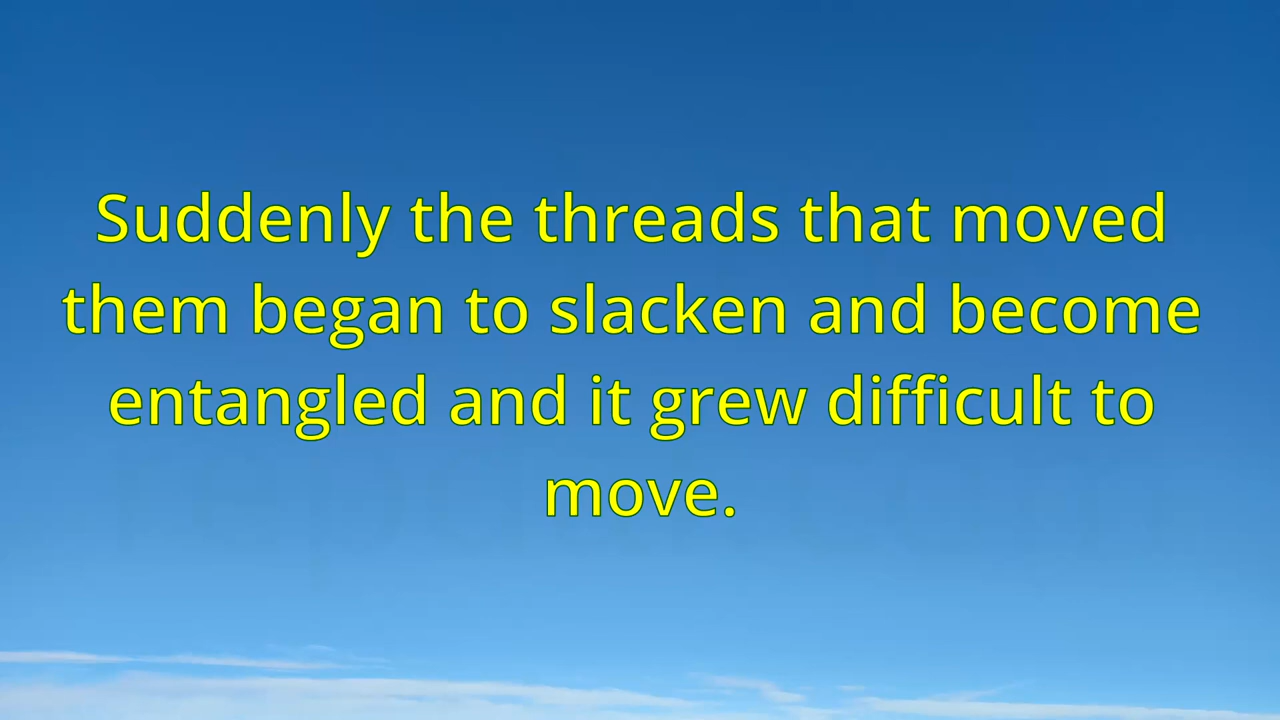 Suddenly the threads that moved
them began to slacken and become
entangled and it grew difficult to
move.